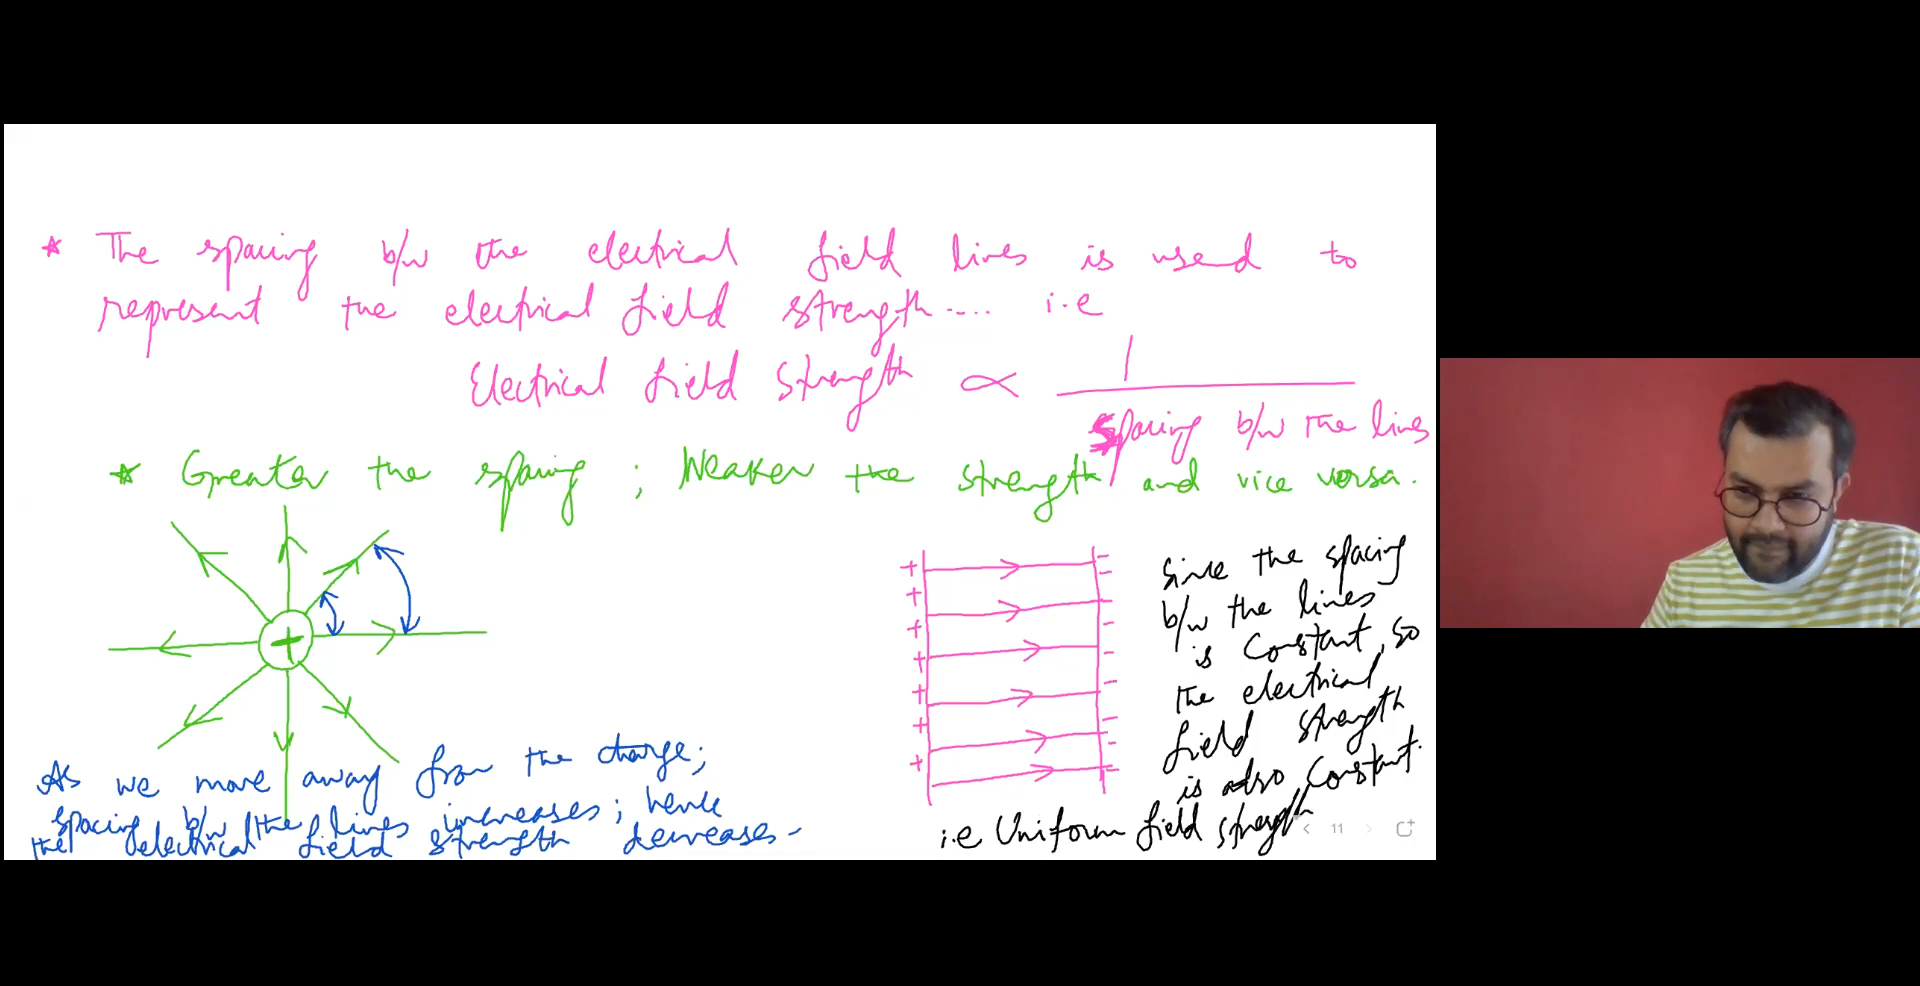 * The spacing b/w the electrical field lines is used to
represent the electrical field strength.... i.e
Electrical field strength ∝ 1
Spacing b/w the lines
* Greater the spacing ; Weaker the strength and vice versa.
+
As we move away from the charge;
spacing b/w the lines increases; hence
the electrical field strength decreases -
+ + + + + + +
- - - - - - - -
Since the spacing
b/w the lines
is constant, so
the electrical
field strength
is also constant.
i.e Uniform field strength
< 11 >